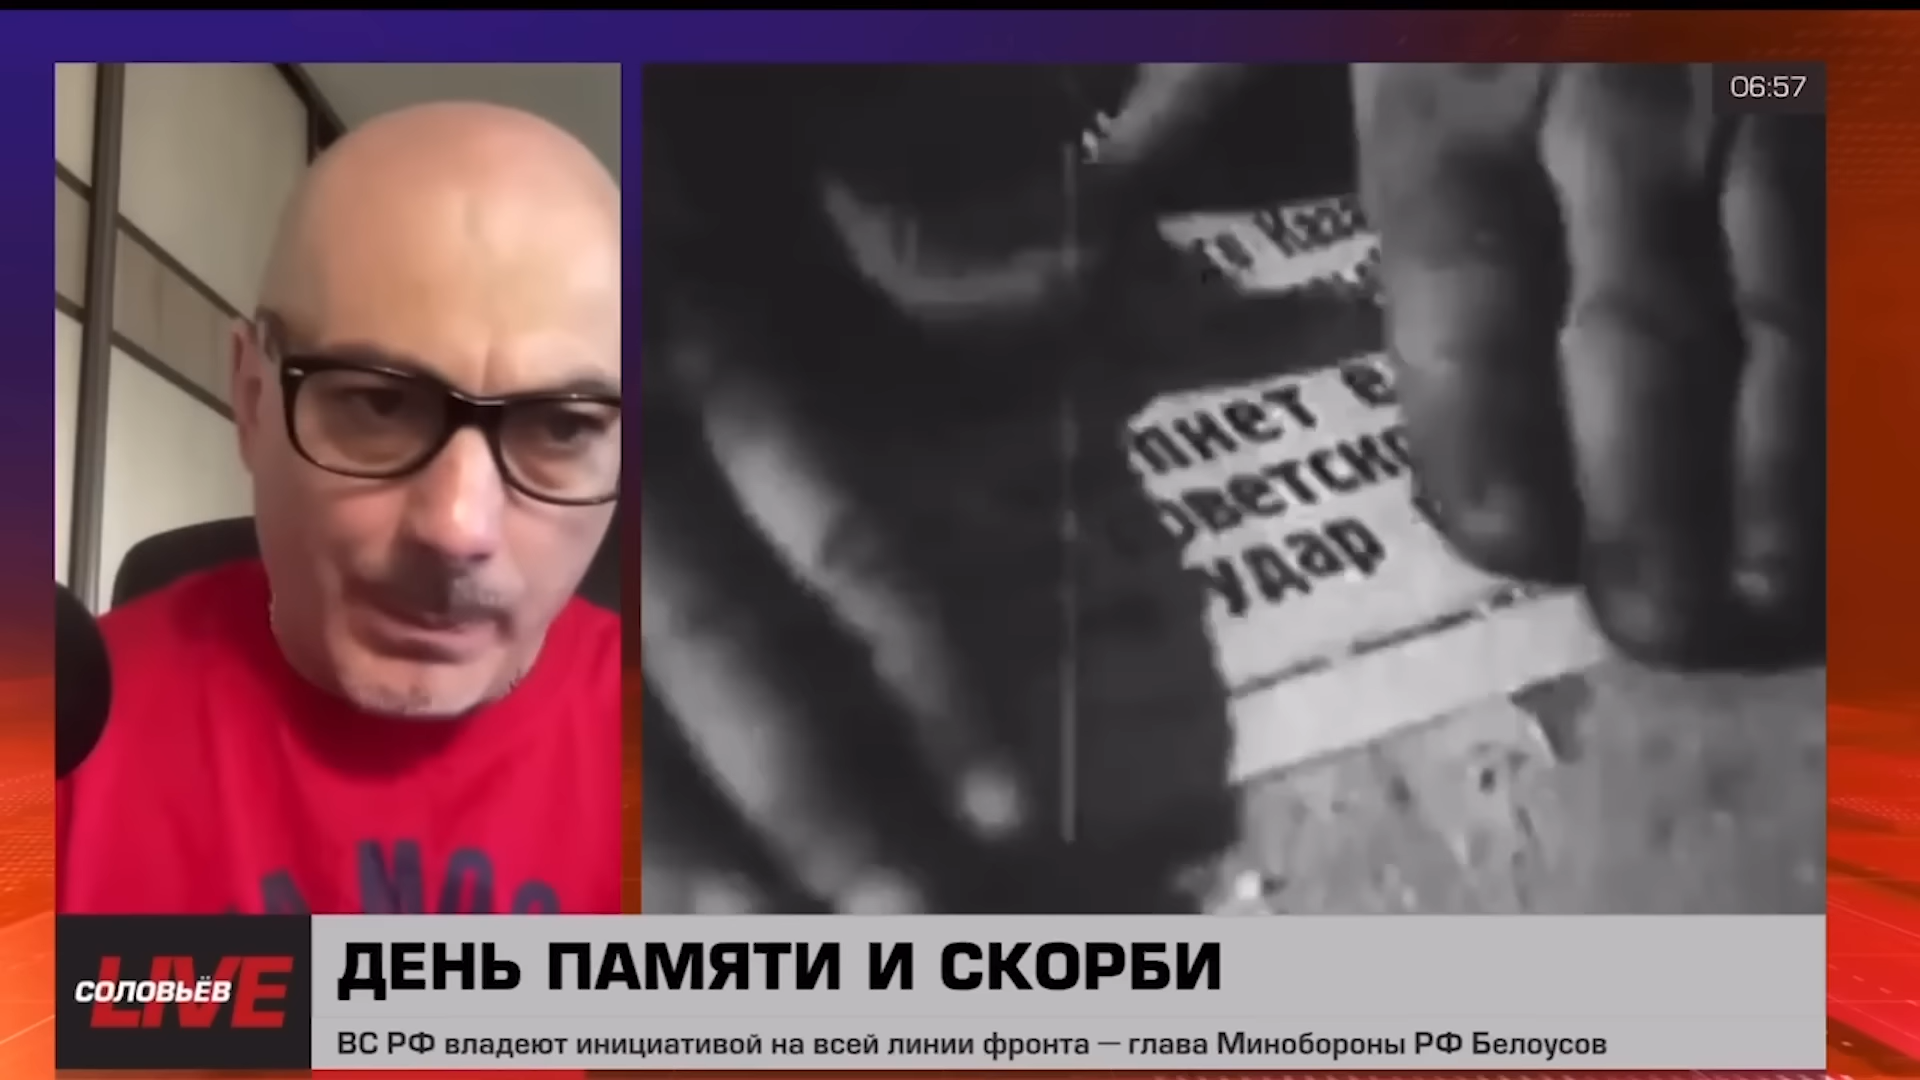 06:57
пнет
удар
ДЕНЬ ПАМЯТИ И СКОРБИ
СОЛОВЬЁВ LIVE
ВС РФ владеют инициативой на всей линии фронта — глава Минобороны РФ Белоусов